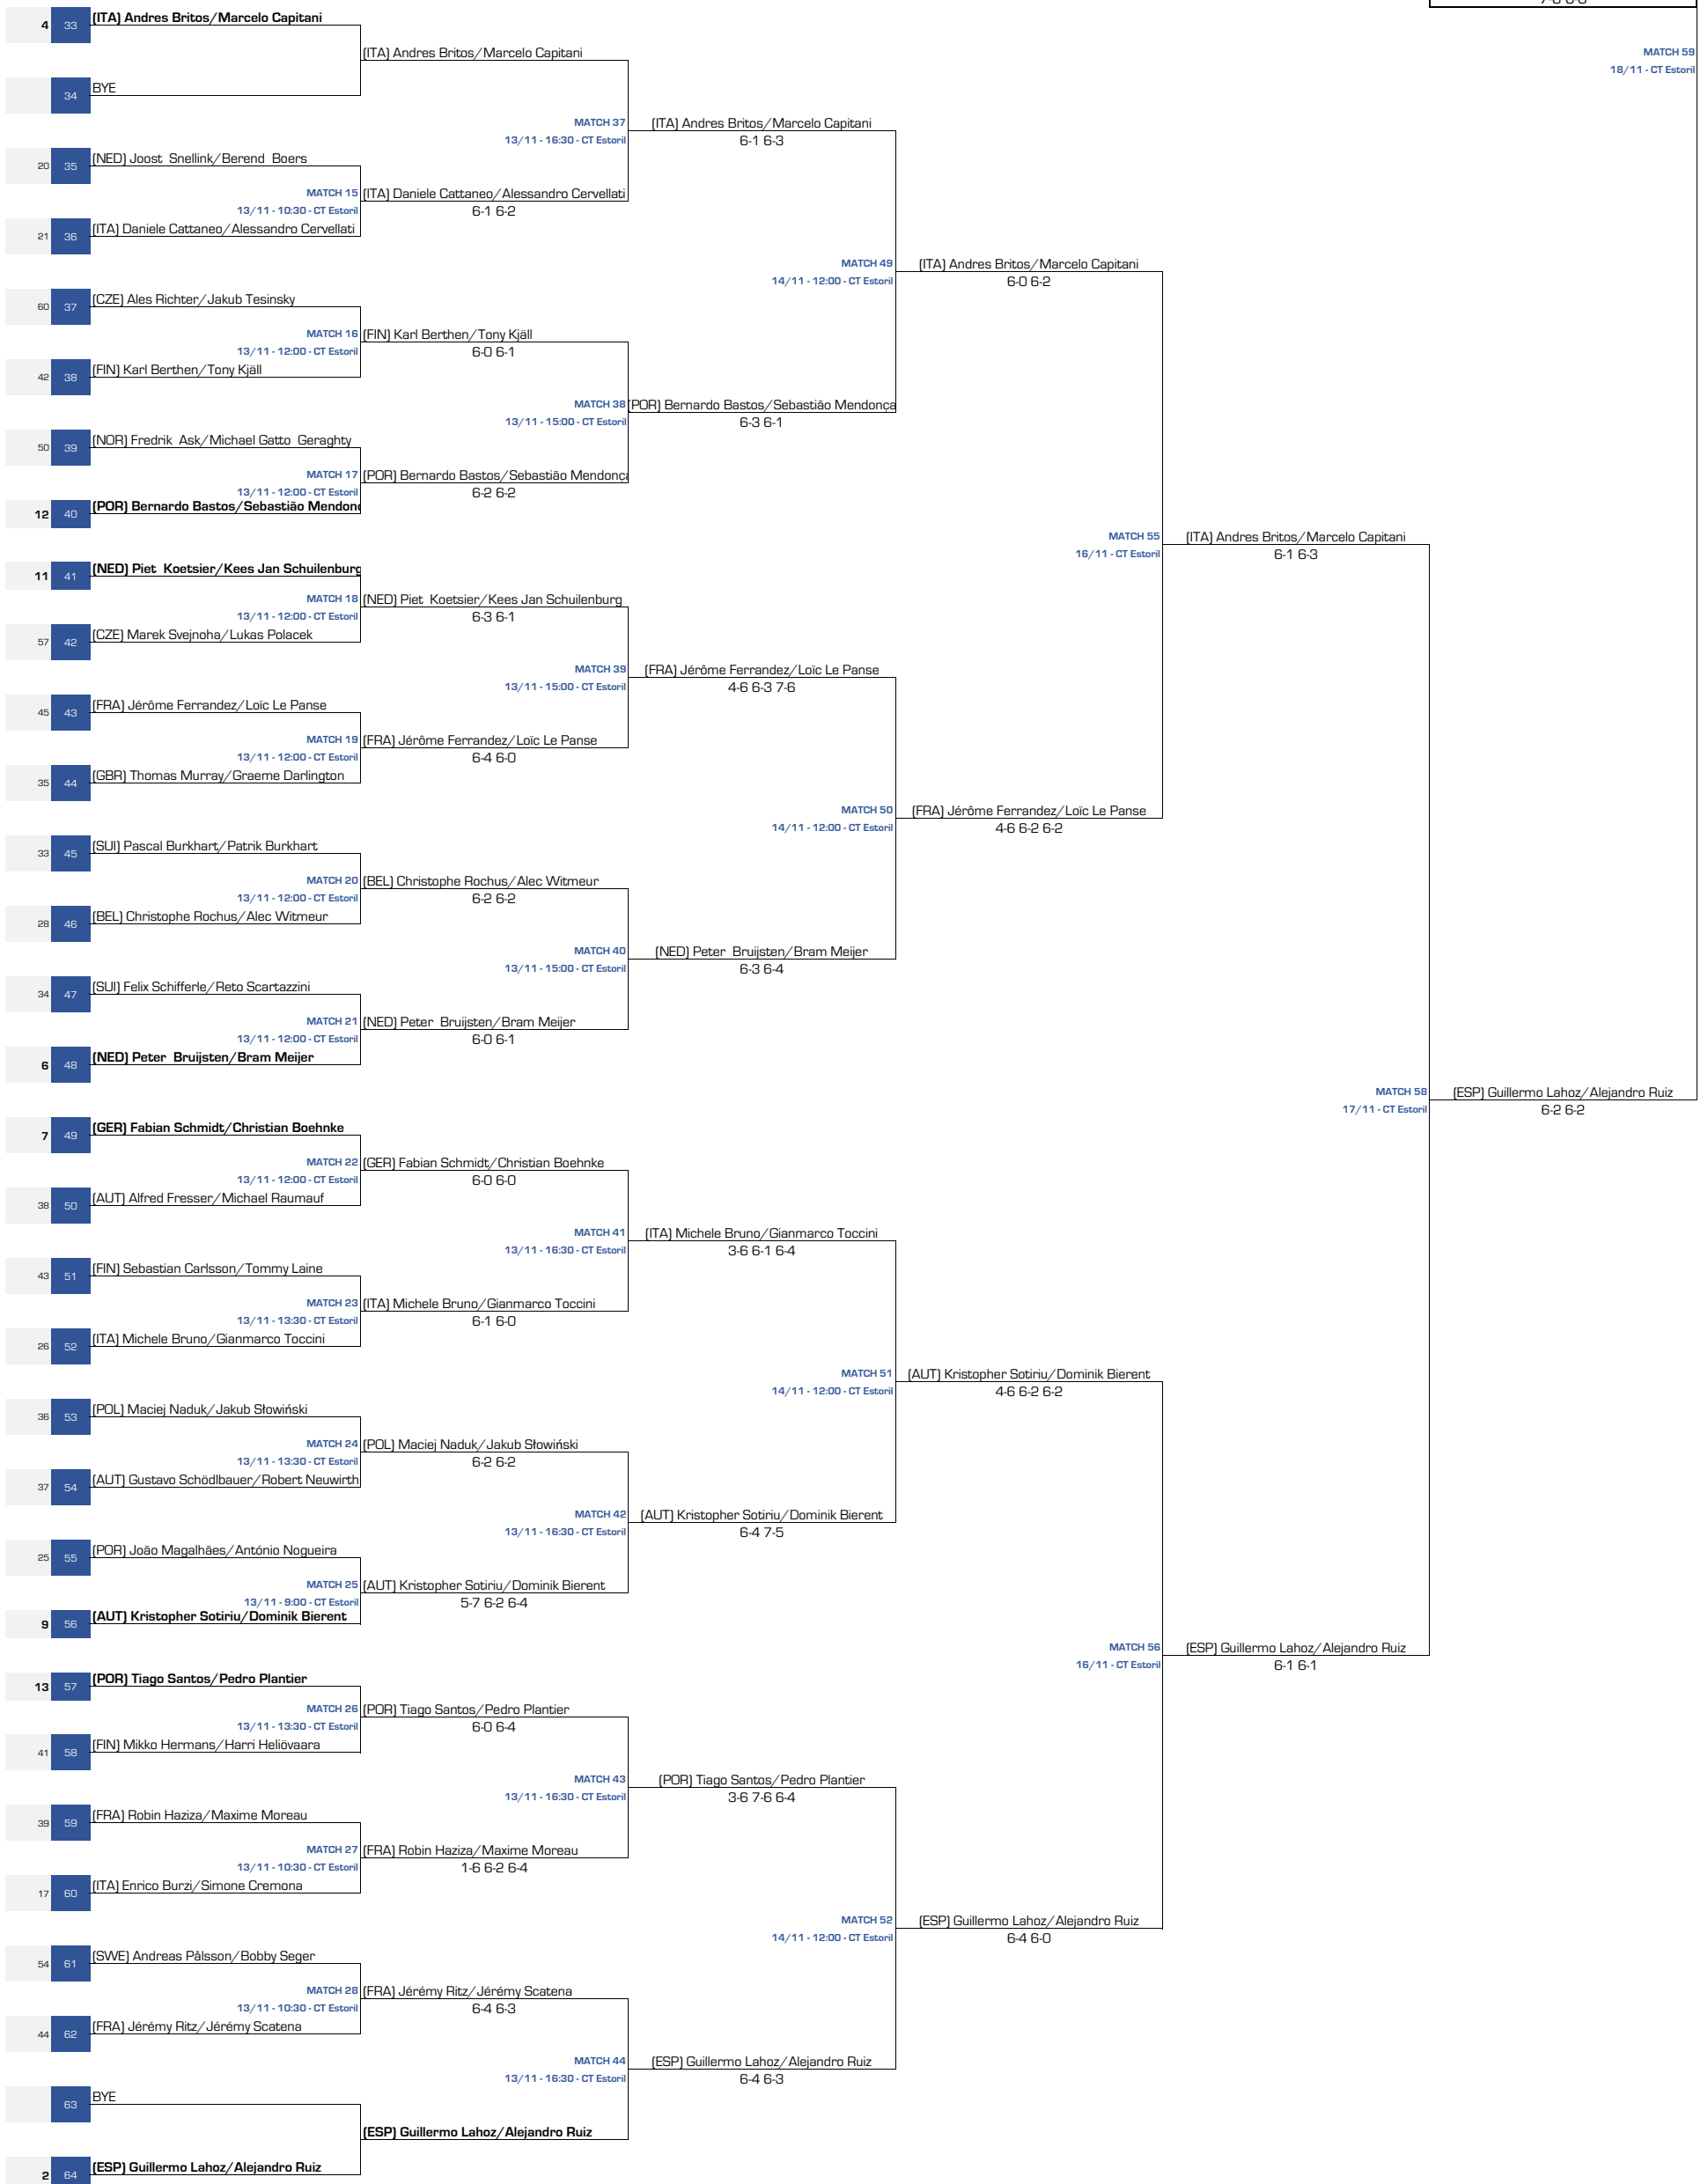 4 33 (ITA) Andres Britos/Marcelo Capitani
(ITA) Andres Britos/Marcelo Capitani
MATCH 59
18/11 - CT Estoril
34 BYE
MATCH 37 (ITA) Andres Britos/Marcelo Capitani
13/11 - 16:30 - CT Estoril 6-1 6-3
20 35 (NED) Joost Snellink/Berend Boers
MATCH 15 (ITA) Daniele Cattaneo/Alessandro Cervellati
13/11 - 10:30 - CT Estoril 6-1 6-2
21 36 (ITA) Daniele Cattaneo/Alessandro Cervellati
MATCH 49 (ITA) Andres Britos/Marcelo Capitani
14/11 - 12:00 - CT Estoril 6-0 6-2
60 37 (CZE) Ales Richter/Jakub Tesinsky
MATCH 16 (FIN) Karl Berthen/Tony Kjäll
13/11 - 12:00 - CT Estoril 6-0 6-1
42 38 (FIN) Karl Berthen/Tony Kjäll
MATCH 38 (POR) Bernardo Bastos/Sebastião Mendonça
13/11 - 15:00 - CT Estoril 6-3 6-1
50 39 (NOR) Fredrik Ask/Michael Gatto Geraghty
MATCH 17 (POR) Bernardo Bastos/Sebastião Mendonça
13/11 - 12:00 - CT Estoril 6-2 6-2
12 40 (POR) Bernardo Bastos/Sebastião Mendonç
MATCH 55 (ITA) Andres Britos/Marcelo Capitani
16/11 - CT Estoril 6-1 6-3
11 41 (NED) Piet Koetsier/Kees Jan Schuilenburg
MATCH 18 (NED) Piet Koetsier/Kees Jan Schuilenburg
13/11 - 12:00 - CT Estoril 6-3 6-1
57 42 (CZE) Marek Svejnoha/Lukas Polacek
MATCH 39 (FRA) Jérôme Ferrandez/Loïc Le Panse
13/11 - 15:00 - CT Estoril 4-6 6-3 7-6
45 43 (FRA) Jérôme Ferrandez/Loïc Le Panse
MATCH 19 (FRA) Jérôme Ferrandez/Loïc Le Panse
13/11 - 12:00 - CT Estoril 6-4 6-0
35 44 (GBR) Thomas Murray/Graeme Darlington
MATCH 50 (FRA) Jérôme Ferrandez/Loïc Le Panse
14/11 - 12:00 - CT Estoril 4-6 6-2 6-2
33 45 (SUI) Pascal Burkhart/Patrik Burkhart
MATCH 20 (BEL) Christophe Rochus/Alec Witmeur
13/11 - 12:00 - CT Estoril 6-2 6-2
28 46 (BEL) Christophe Rochus/Alec Witmeur
MATCH 40 (NED) Peter Bruijsten/Bram Meijer
13/11 - 15:00 - CT Estoril 6-3 6-4
34 47 (SUI) Felix Schifferle/Reto Scartazzini
MATCH 21 (NED) Peter Bruijsten/Bram Meijer
13/11 - 12:00 - CT Estoril 6-0 6-1
6 48 (NED) Peter Bruijsten/Bram Meijer
MATCH 58 (ESP) Guillermo Lahoz/Alejandro Ruiz
17/11 - CT Estoril 6-2 6-2
7 49 (GER) Fabian Schmidt/Christian Boehnke
MATCH 22 (GER) Fabian Schmidt/Christian Boehnke
13/11 - 12:00 - CT Estoril 6-0 6-0
38 50 (AUT) Alfred Fresser/Michael Raumauf
MATCH 41 (ITA) Michele Bruno/Gianmarco Toccini
13/11 - 16:30 - CT Estoril 3-6 6-1 6-4
43 51 (FIN) Sebastian Carlsson/Tommy Laine
MATCH 23 (ITA) Michele Bruno/Gianmarco Toccini
13/11 - 13:30 - CT Estoril 6-1 6-0
26 52 (ITA) Michele Bruno/Gianmarco Toccini
MATCH 51 (AUT) Kristopher Sotiriu/Dominik Bierent
14/11 - 12:00 - CT Estoril 4-6 6-2 6-2
36 53 (POL) Maciej Naduk/Jakub Słowiński
MATCH 24 (POL) Maciej Naduk/Jakub Słowiński
13/11 - 13:30 - CT Estoril 6-2 6-2
37 54 (AUT) Gustavo Schödlbauer/Robert Neuwirth
MATCH 42 (AUT) Kristopher Sotiriu/Dominik Bierent
13/11 - 16:30 - CT Estoril 6-4 7-5
25 55 (POR) João Magalhães/António Nogueira
MATCH 25 (AUT) Kristopher Sotiriu/Dominik Bierent
13/11 - 9:00 - CT Estoril 5-7 6-2 6-4
9 56 (AUT) Kristopher Sotiriu/Dominik Bierent
MATCH 56 (ESP) Guillermo Lahoz/Alejandro Ruiz
16/11 - CT Estoril 6-1 6-1
13 57 (POR) Tiago Santos/Pedro Plantier
MATCH 26 (POR) Tiago Santos/Pedro Plantier
13/11 - 13:30 - CT Estoril 6-0 6-4
41 58 (FIN) Mikko Hermans/Harri Heliövaara
MATCH 43 (POR) Tiago Santos/Pedro Plantier
13/11 - 16:30 - CT Estoril 3-6 7-6 6-4
39 59 (FRA) Robin Haziza/Maxime Moreau
MATCH 27 (FRA) Robin Haziza/Maxime Moreau
13/11 - 10:30 - CT Estoril 1-6 6-2 6-4
17 60 (ITA) Enrico Burzi/Simone Cremona
MATCH 52 (ESP) Guillermo Lahoz/Alejandro Ruiz
14/11 - 12:00 - CT Estoril 6-4 6-0
54 61 (SWE) Andreas Pålsson/Bobby Seger
MATCH 28 (FRA) Jérémy Ritz/Jérémy Scatena
13/11 - 10:30 - CT Estoril 6-4 6-3
44 62 (FRA) Jérémy Ritz/Jérémy Scatena
MATCH 44 (ESP) Guillermo Lahoz/Alejandro Ruiz
13/11 - 16:30 - CT Estoril 6-4 6-3
63 BYE
(ESP) Guillermo Lahoz/Alejandro Ruiz
2 64 (ESP) Guillermo Lahoz/Alejandro Ruiz